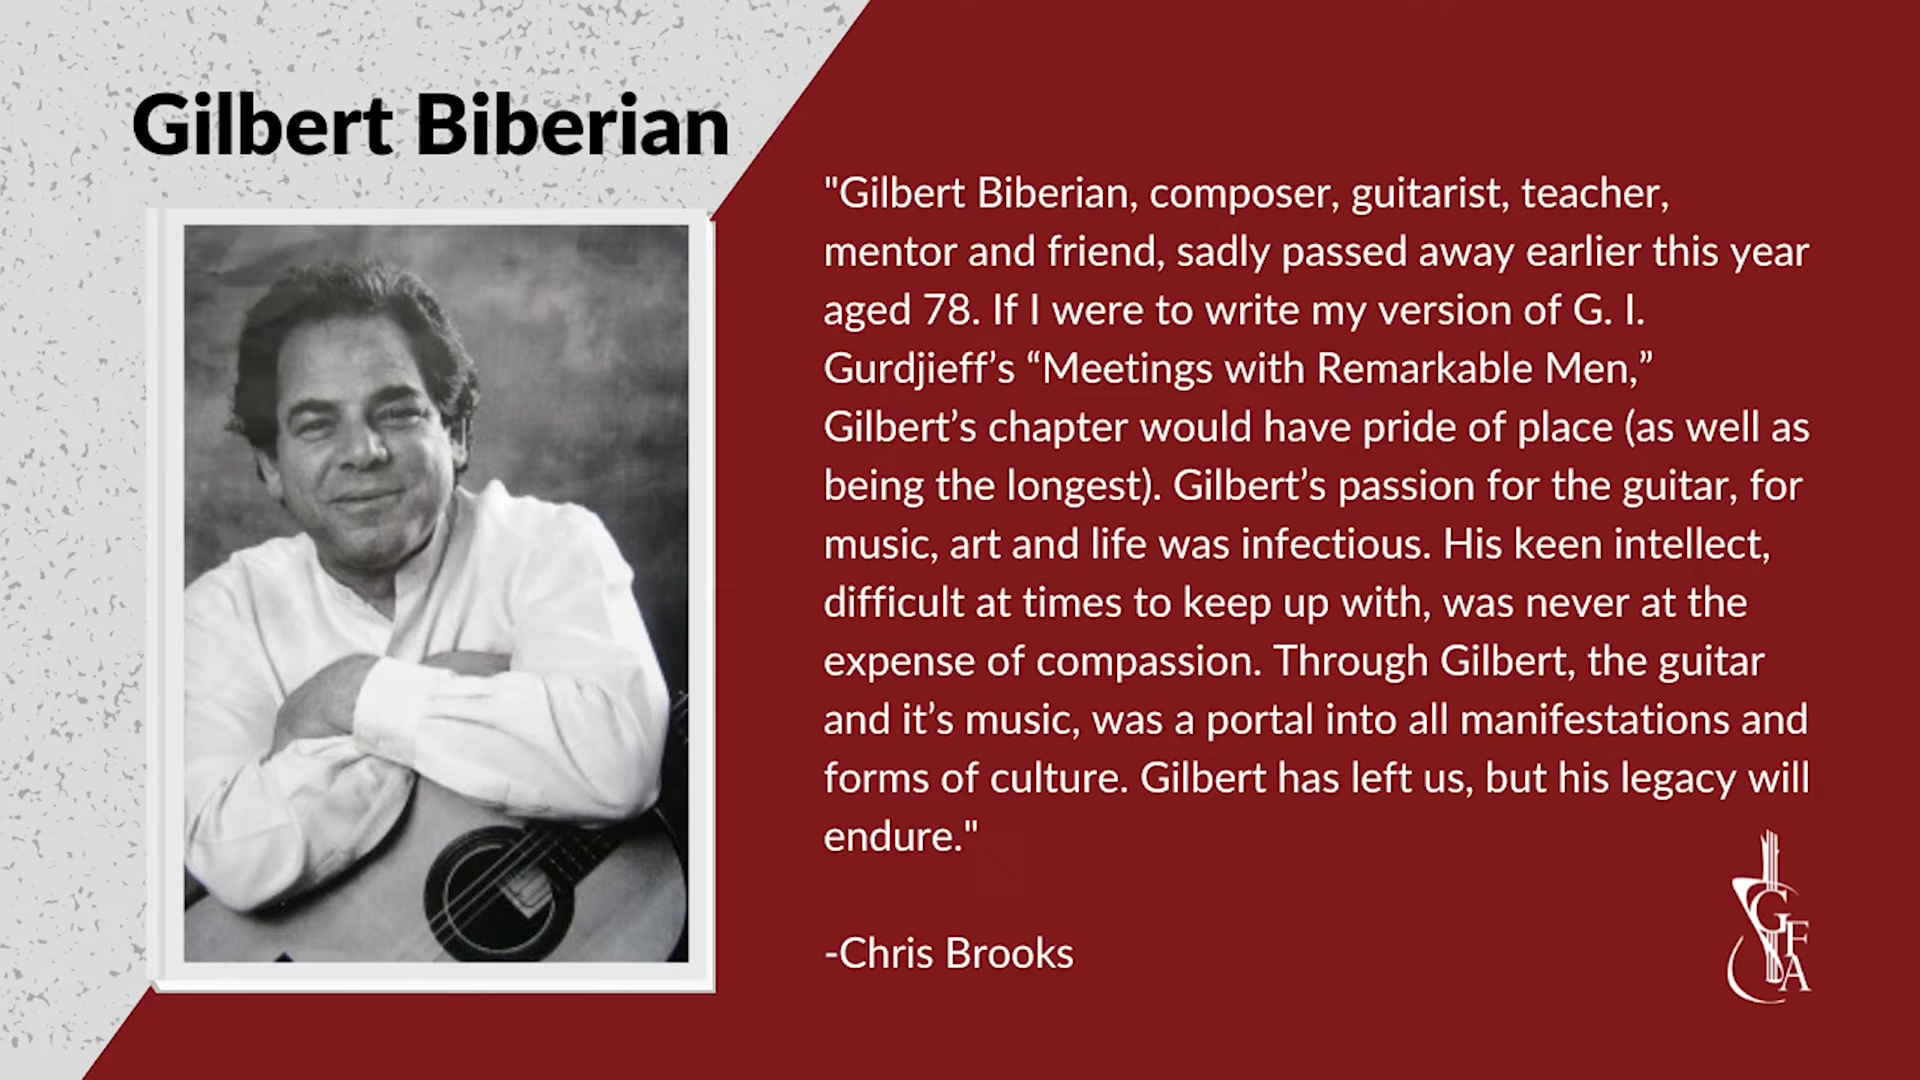 Gilbert Biberian
"Gilbert Biberian, composer, guitarist, teacher,
mentor and friend, sadly passed away earlier this year
aged 78. If I were to write my version of G. I.
Gurdjieff’s “Meetings with Remarkable Men,”
Gilbert’s chapter would have pride of place (as well as
being the longest). Gilbert’s passion for the guitar, for
music, art and life was infectious. His keen intellect,
difficult at times to keep up with, was never at the
expense of compassion. Through Gilbert, the guitar
and it’s music, was a portal into all manifestations and
forms of culture. Gilbert has left us, but his legacy will
endure."
-Chris Brooks
GFA